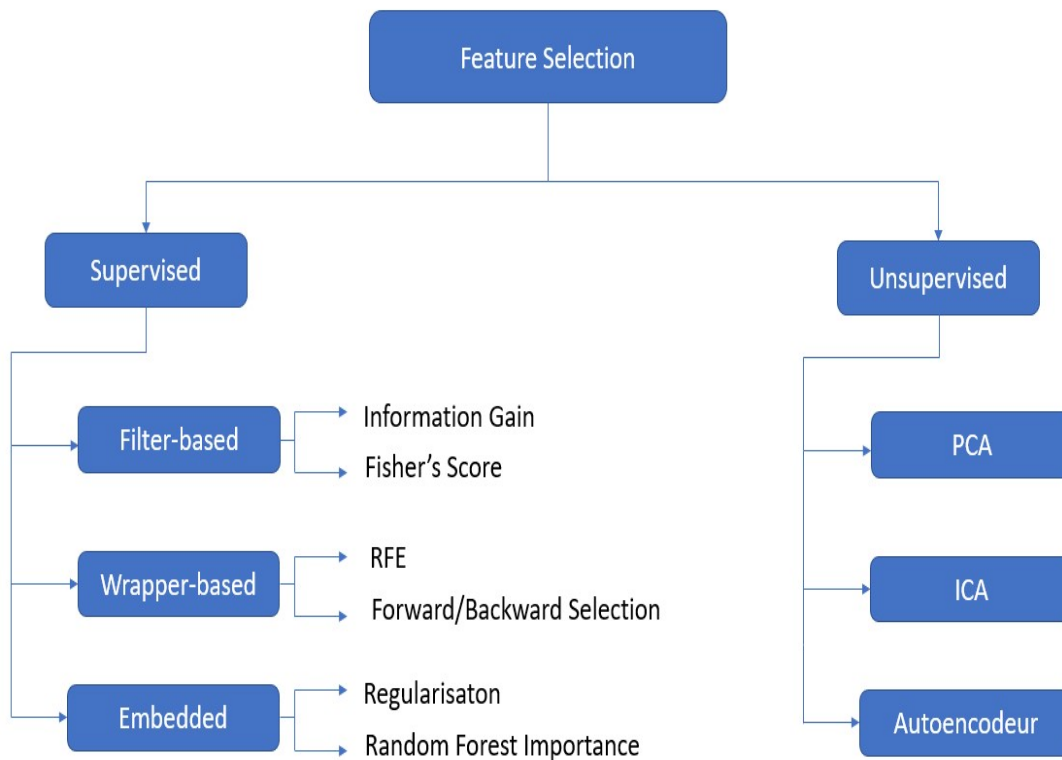 Feature Selection
Supervised
Unsupervised
Filter-based
Information Gain
Fisher’s Score
Wrapper-based
RFE
Forward/Backward Selection
Embedded
Regularisaton
Random Forest Importance
PCA
ICA
Autoencodeur